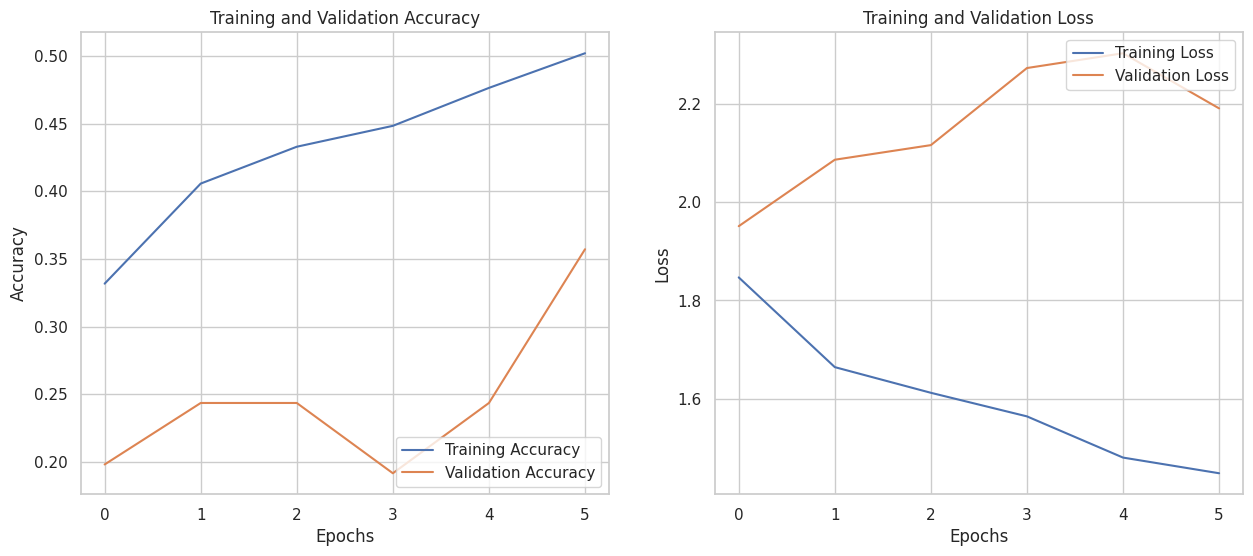 Training and Validation Accuracy
0.50
0.45
0.40
0.35
0.30
0.25
0.20
Accuracy
Training Accuracy
Validation Accuracy
0 1 2 3 4 5
Epochs
Training and Validation Loss
Training Loss
Validation Loss
2.2
2.0
1.8
1.6
Loss
0 1 2 3 4 5
Epochs